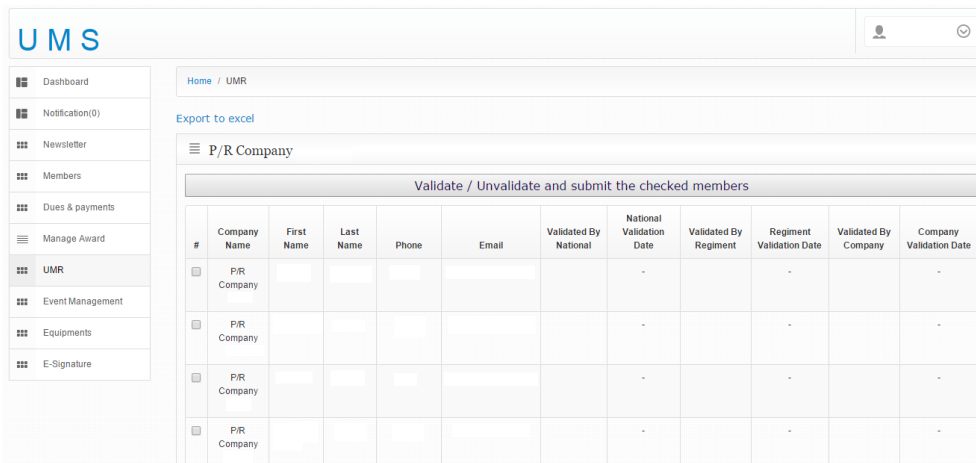 U M S
Dashboard
Notification(0)
Newsletter
Members
Dues & payments
Manage Award
UMR
Event Management
Equipments
E-Signature
Home / UMR
Export to excel
P/R Company
Validate / Unvalidate and submit the checked members
#
Company
Name
First
Name
Last
Name
Phone
Email
Validated By
National
National
Validation
Date
Validated By
Regiment
Regiment
Validation Date
Validated By
Company
Company
Validation Date
P/R
Company
-
-
-
P/R
Company
-
-
-
P/R
Company
-
-
-
P/R
Company
-
-
-